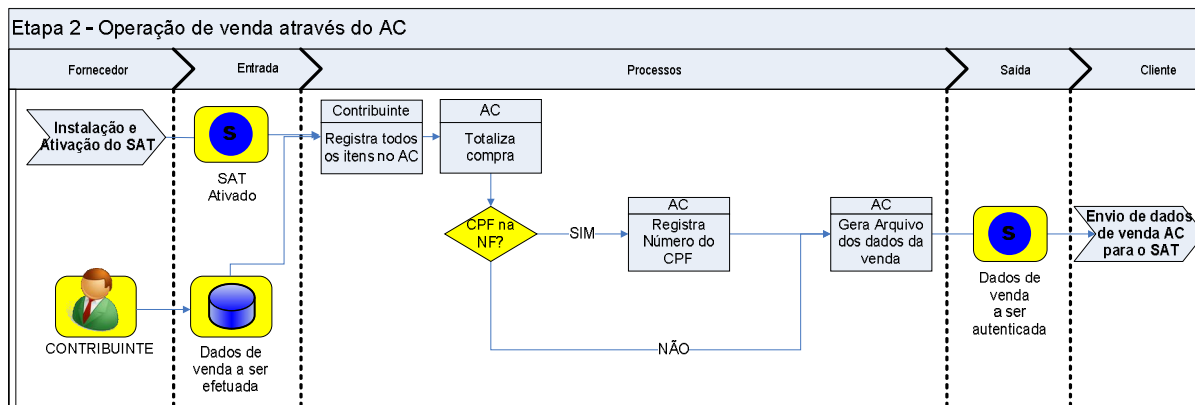 Etapa 2 - Operação de venda através do AC
Fornecedor
Entrada
Processos
Saída
Cliente
Instalação e
Ativação do SAT
S
SAT
Ativado
Contribuinte
Registra todos
os itens no AC
AC
Totaliza
compra
CPF na
NF?
SIM
AC
Registra
Número do
CPF
AC
Gera Arquivo
dos dados da
venda
S
Dados de
venda
a ser
autenticada
Envio de dados
de venda AC
para o SAT
CONTRIBUINTE
Dados de
venda a ser
efetuada
NÃO